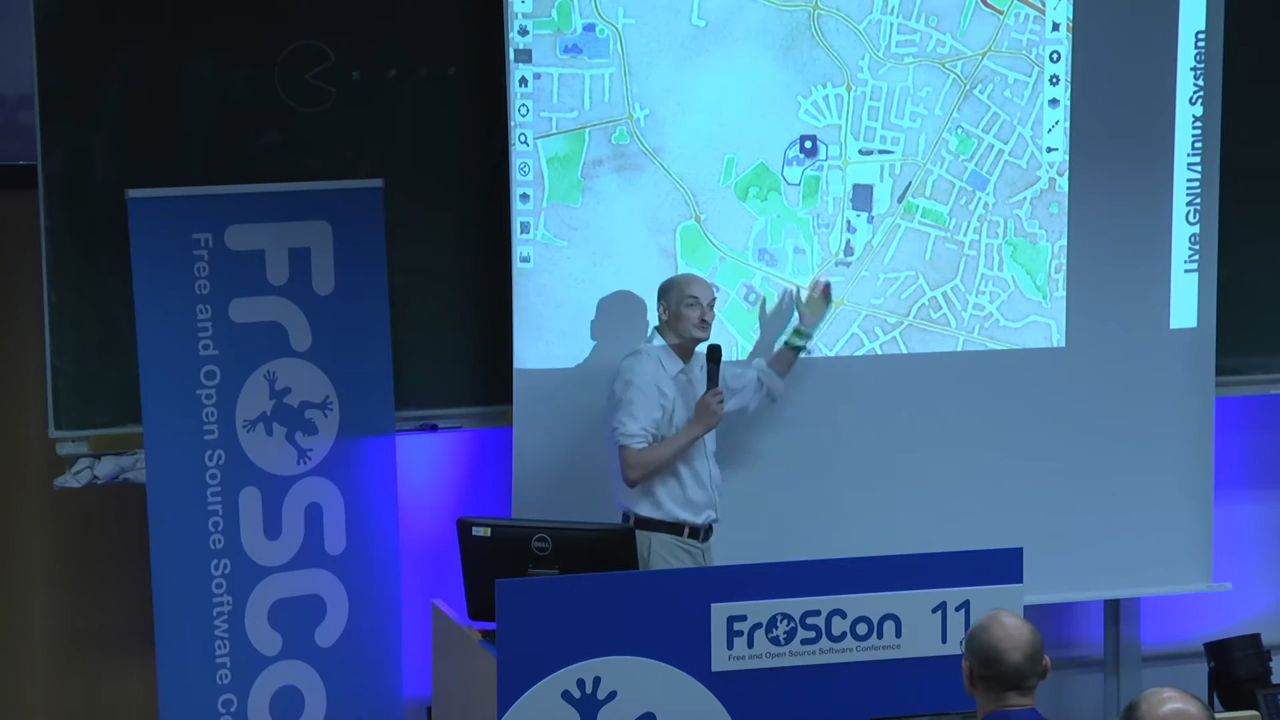 Live GNU/Linux System
FrOSCo
Free and Open Source Software Co
DELL
FrOSCon 11
Free and Open Source Software Conference